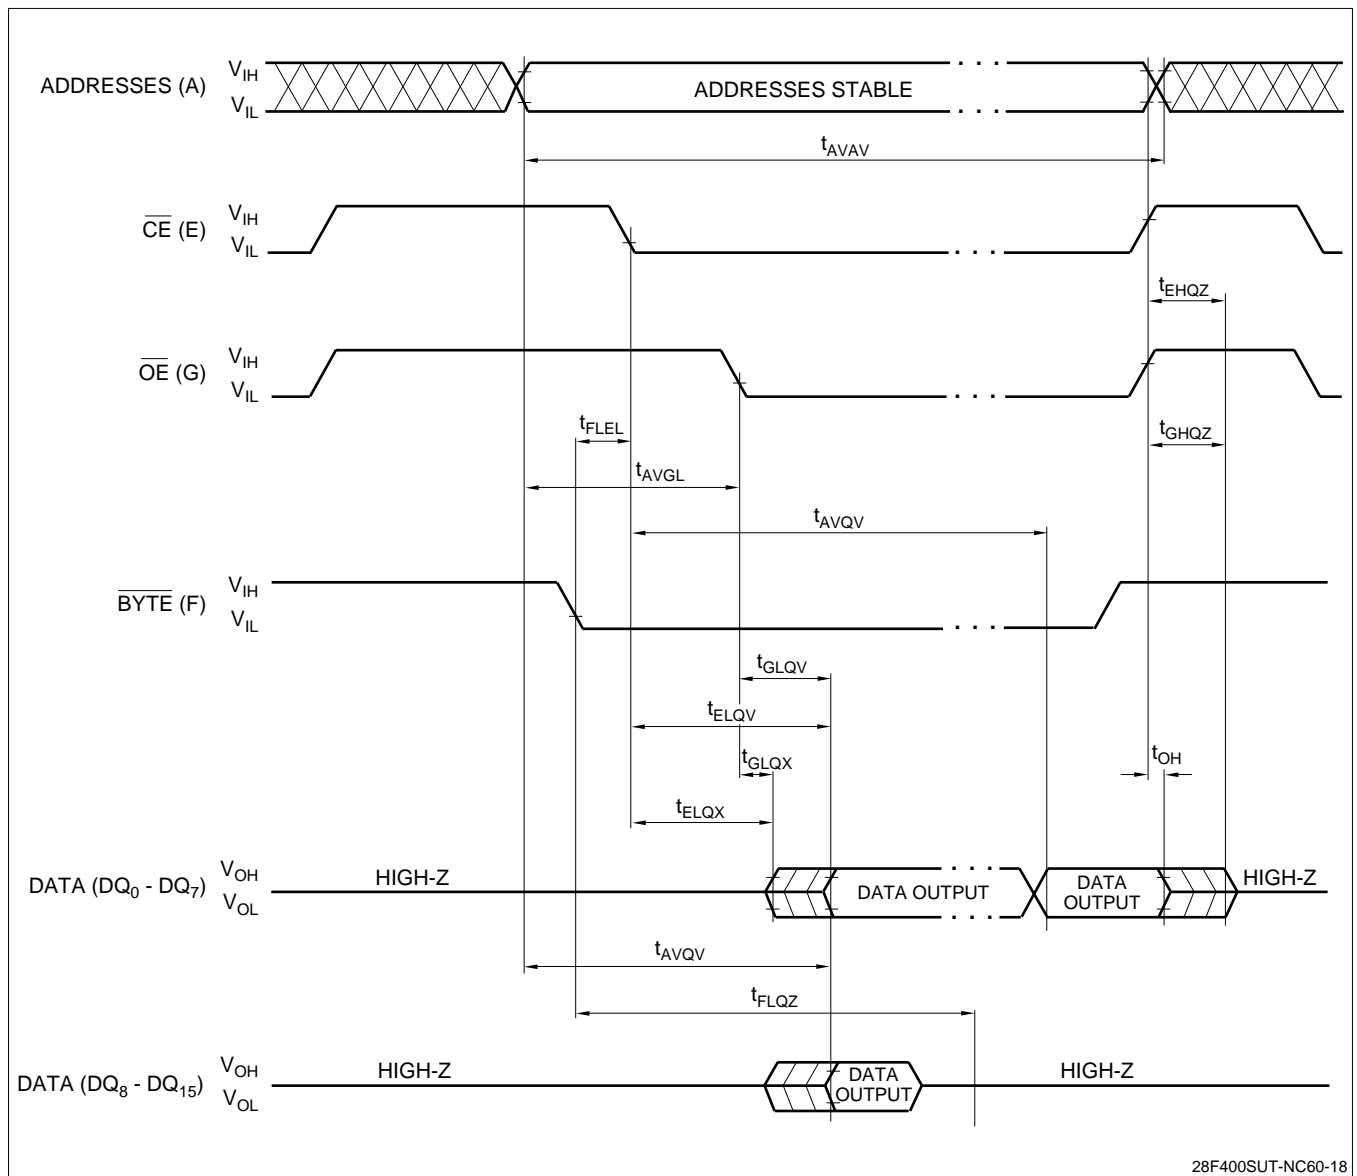 ADDRESSES (A)
VIH
VIL
ADDRESSES STABLE
tAVAV
CE (E)
VIH
VIL
tEHQZ
OE (G)
VIH
VIL
tFLEL
tGHQZ
tAVGL
tAVQV
BYTE (F)
VIH
VIL
tGLQV
tELQV
tGLQX
tOH
tELQX
DATA (DQ0 - DQ7)
VOH
VOL
HIGH-Z
DATA OUTPUT
DATA
OUTPUT
HIGH-Z
tAVQV
tFLQZ
DATA (DQ8 - DQ15)
VOH
VOL
HIGH-Z
DATA
OUTPUT
HIGH-Z
28F400SUT-NC60-18